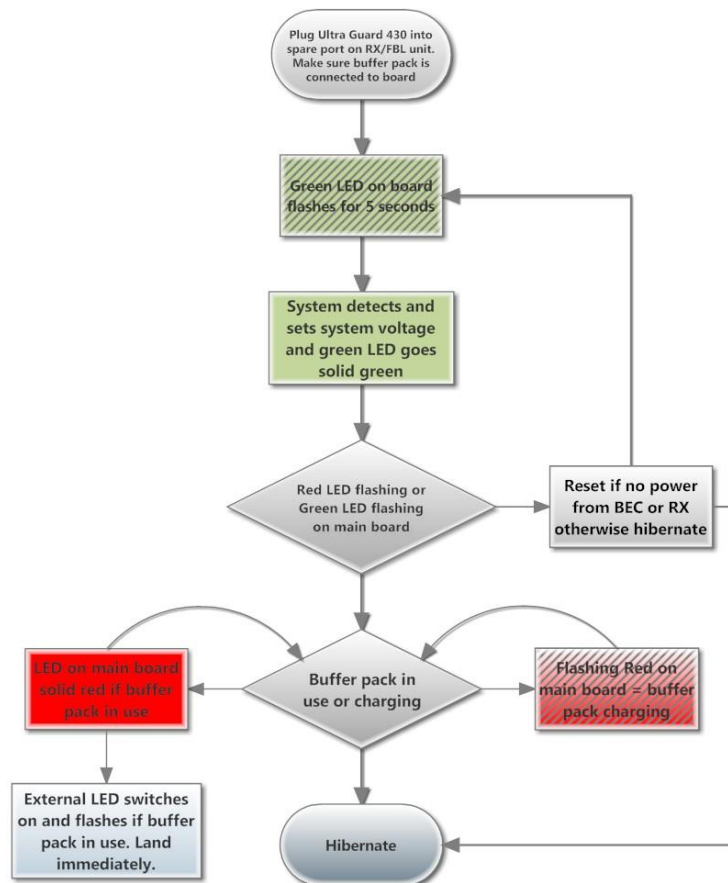 Plug Ultra Guard 430 into
spare port on RX/FBL unit.
Make sure buffer pack is
connected to board
Green LED on board
flashes for 5 seconds
System detects and
sets system voltage
and green LED goes
solid green
Red LED flashing or
Green LED flashing
on main board
Reset if no power
from BEC or RX
otherwise hibernate
LED on main board
solid red if buffer
pack in use
Buffer pack in
use or charging
Flashing Red on
main board = buffer
pack charging
External LED switches
on and flashes if buffer
pack in use. Land
immediately.
Hibernate